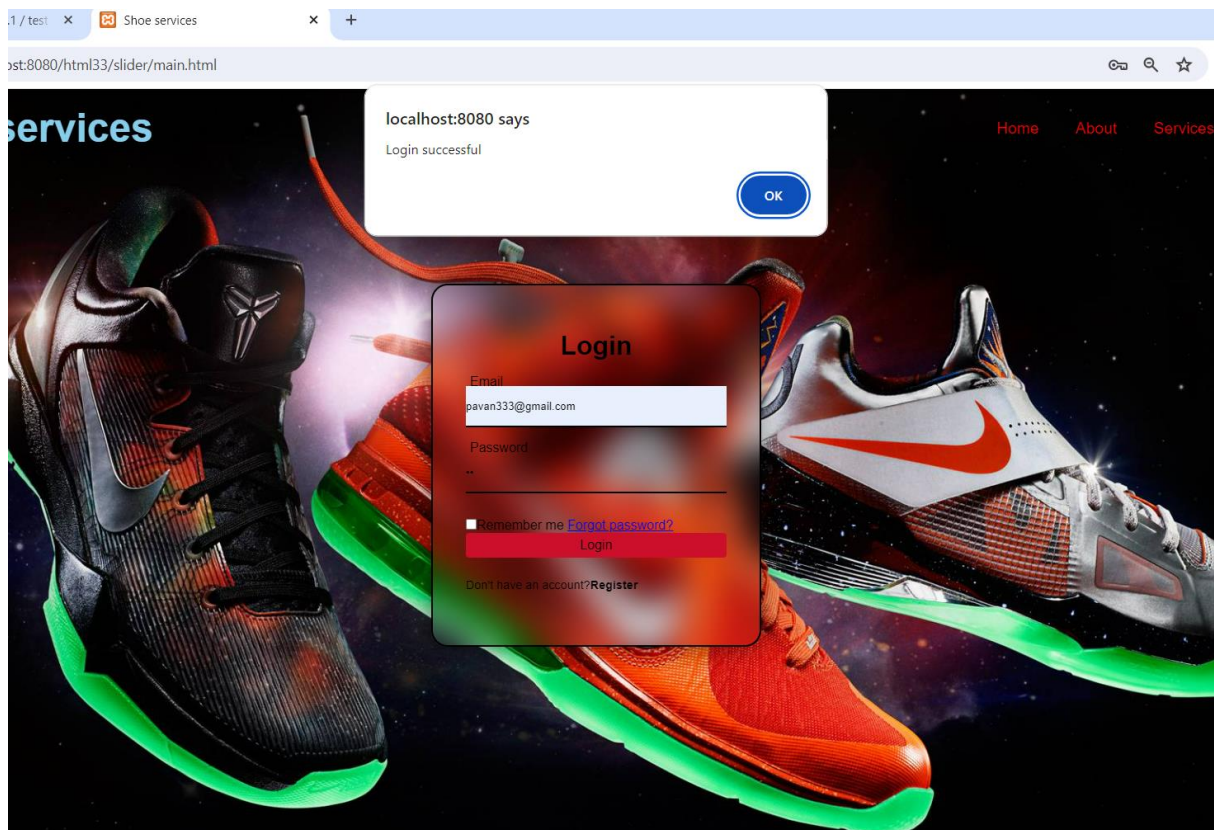 .1 / test
Shoe services
ost:8080/html33/slider/main.html
services
Home About Services
localhost:8080 says
Login successful
OK
Login
Email
pavan333@gmail.com
Password
••
Remember me Forgot password?
Login
Don't have an account?Register